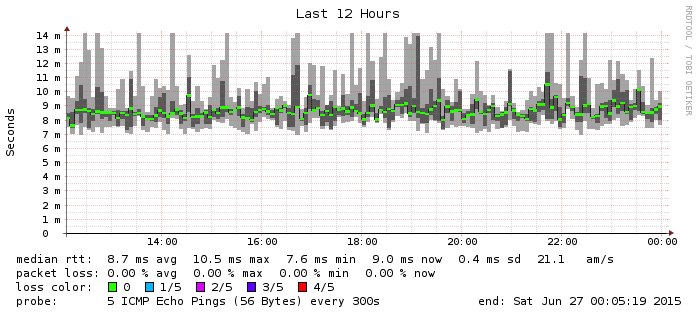 Last 12 Hours
RRDTOOL / TOBI OETIKER
Seconds
14 m
13 m
12 m
11 m
10 m
9 m
8 m
7 m
6 m
5 m
4 m
3 m
2 m
1 m
0
14:00 16:00 18:00 20:00 22:00 00:00
median rtt: 8.7 ms avg 10.5 ms max 7.6 ms min 9.0 ms now 0.4 ms sd 21.1 am/s
packet loss: 0.00 % avg 0.00 % max 0.00 % min 0.00 % now
loss color: 0 1/5 2/5 3/5 4/5
probe: 5 ICMP Echo Pings (56 Bytes) every 300s end: Sat Jun 27 00:05:19 2015